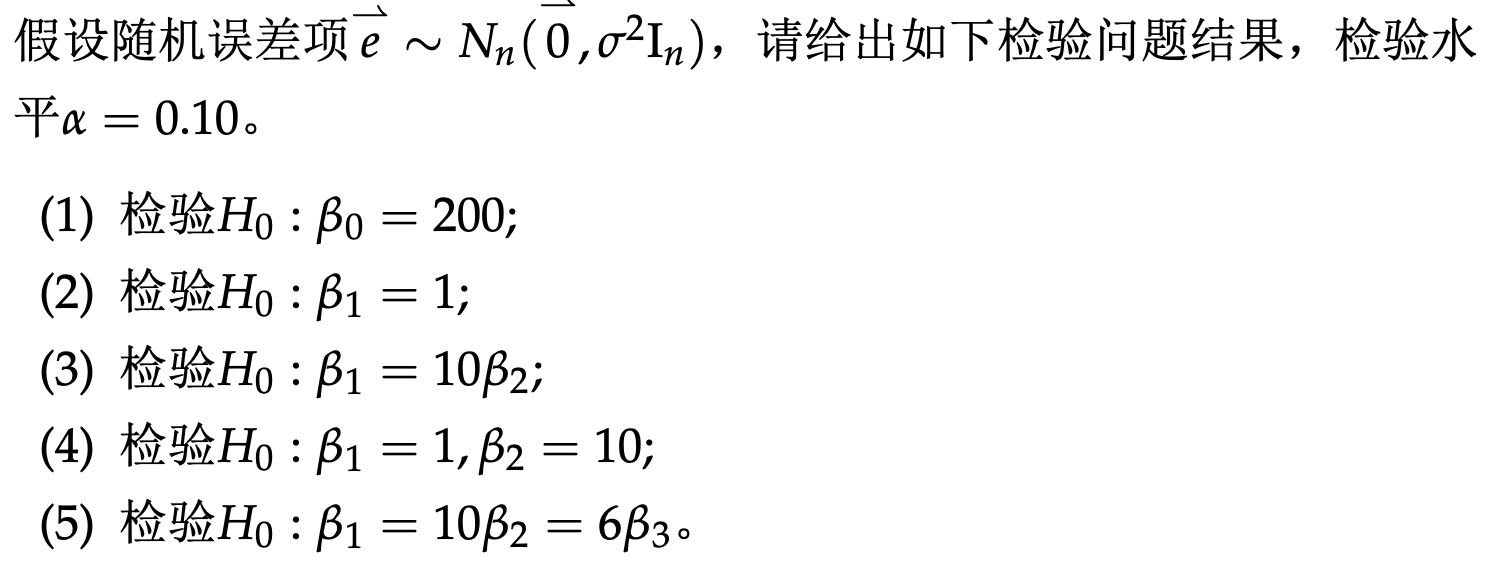 假设随机误差项$\overrightarrow{e} \sim N_n(\overrightarrow{0}, \sigma^2 \mathrm{I}_n)$，请给出如下检验问题结果，检验水
平$\alpha = 0.10$。
(1) 检验$H_0 : \beta_0 = 200$;
(2) 检验$H_0 : \beta_1 = 1$;
(3) 检验$H_0 : \beta_1 = 10\beta_2$;
(4) 检验$H_0 : \beta_1 = 1, \beta_2 = 10$;
(5) 检验$H_0 : \beta_1 = 10\beta_2 = 6\beta_3$。